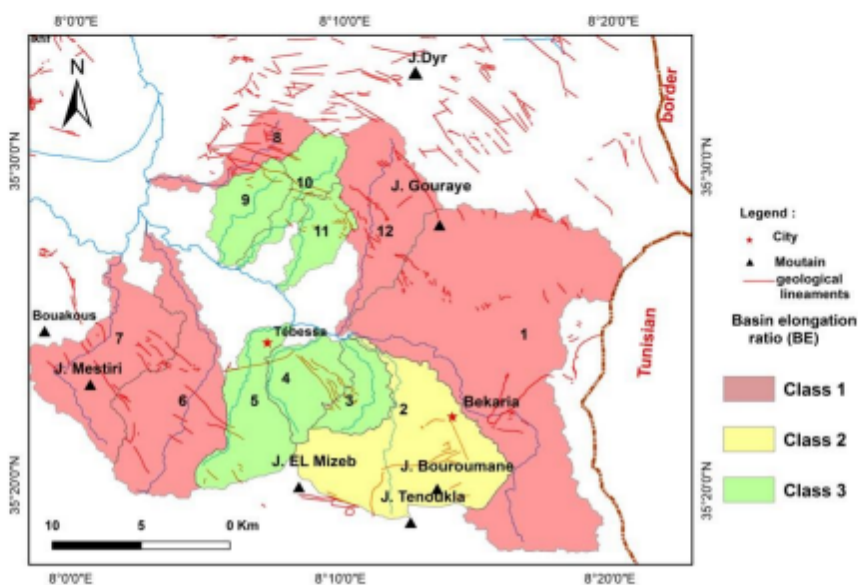 8°0'0"E 8°10'0"E 8°20'0"E
N
J.Dyr
border
35°30'0"N 35°30'0"N
8
10
9
J. Gouraye
11
12
Legend :
City
Moutain
geological
lineaments
Bouakous
Tébessa
1
Tunisian
Basin elongation
ratio (BE)
7
J. Mestiri
4
Class 1
6
5
3
2
Bekaria
Class 2
J. EL Mizeb
J. Bouroumane
Class 3
J. Tenoukla
35°20'0"N 35°20'0"N
10 5 0 Km
8°0'0"E 8°10'0"E 8°20'0"E